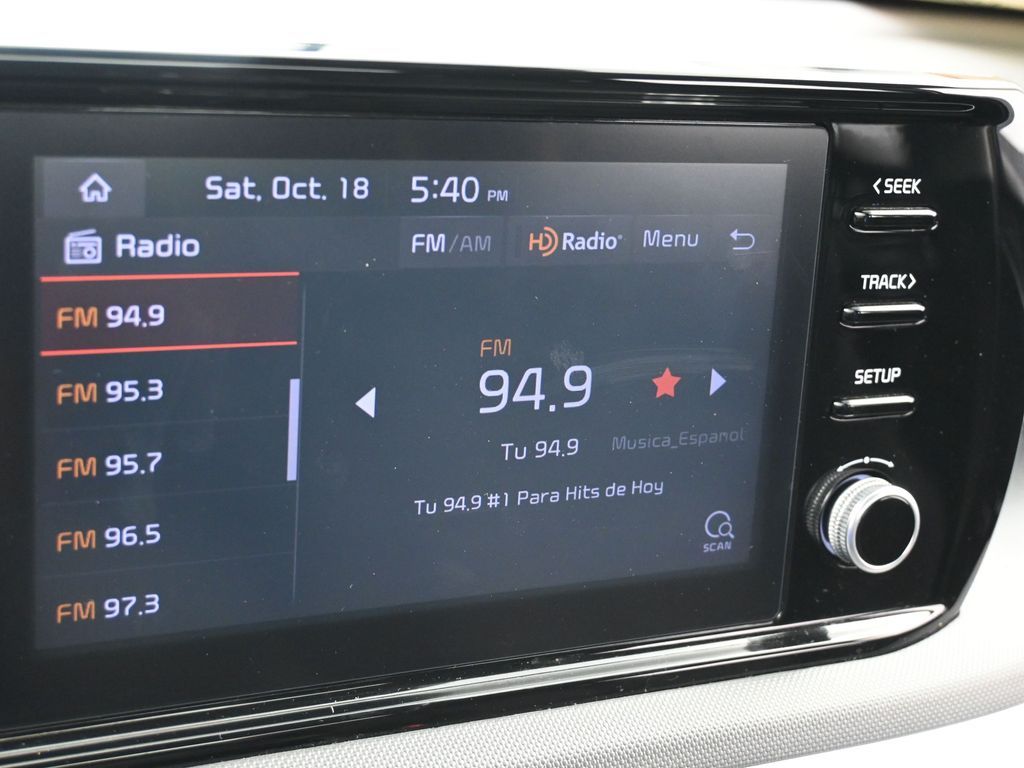 Sat, Oct. 18 5:40 PM
Radio FM/AM HD Radio Menu
FM 94.9
FM 95.3
FM 95.7
FM 96.5
FM 97.3
FM
94.9
Tu 94.9 Musica_Espanol
Tu 94.9 #1 Para Hits de Hoy
SCAN
<SEEK
TRACK>
SETUP